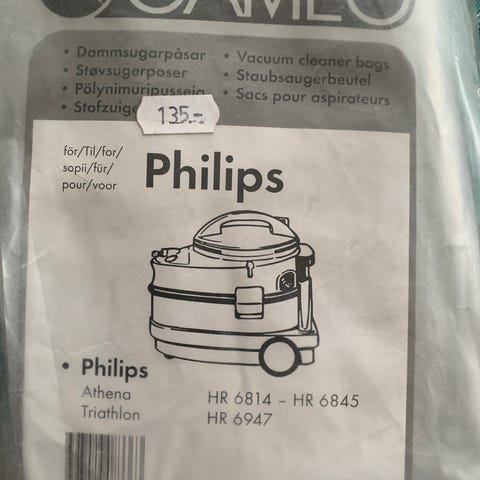 CAMEO
• Dammsugarpåsar
• Støvsugerposer
• Pölynimuripusseja
• Vacuum cleaner bags
• Staubsaugerbeutel
• Sacs pour aspirateurs
135.-
för/Til/for/
sopii/für/
pour/voor
Philips
• Philips
Athena
Triathlon
HR 6814 - HR 6845
HR 6947